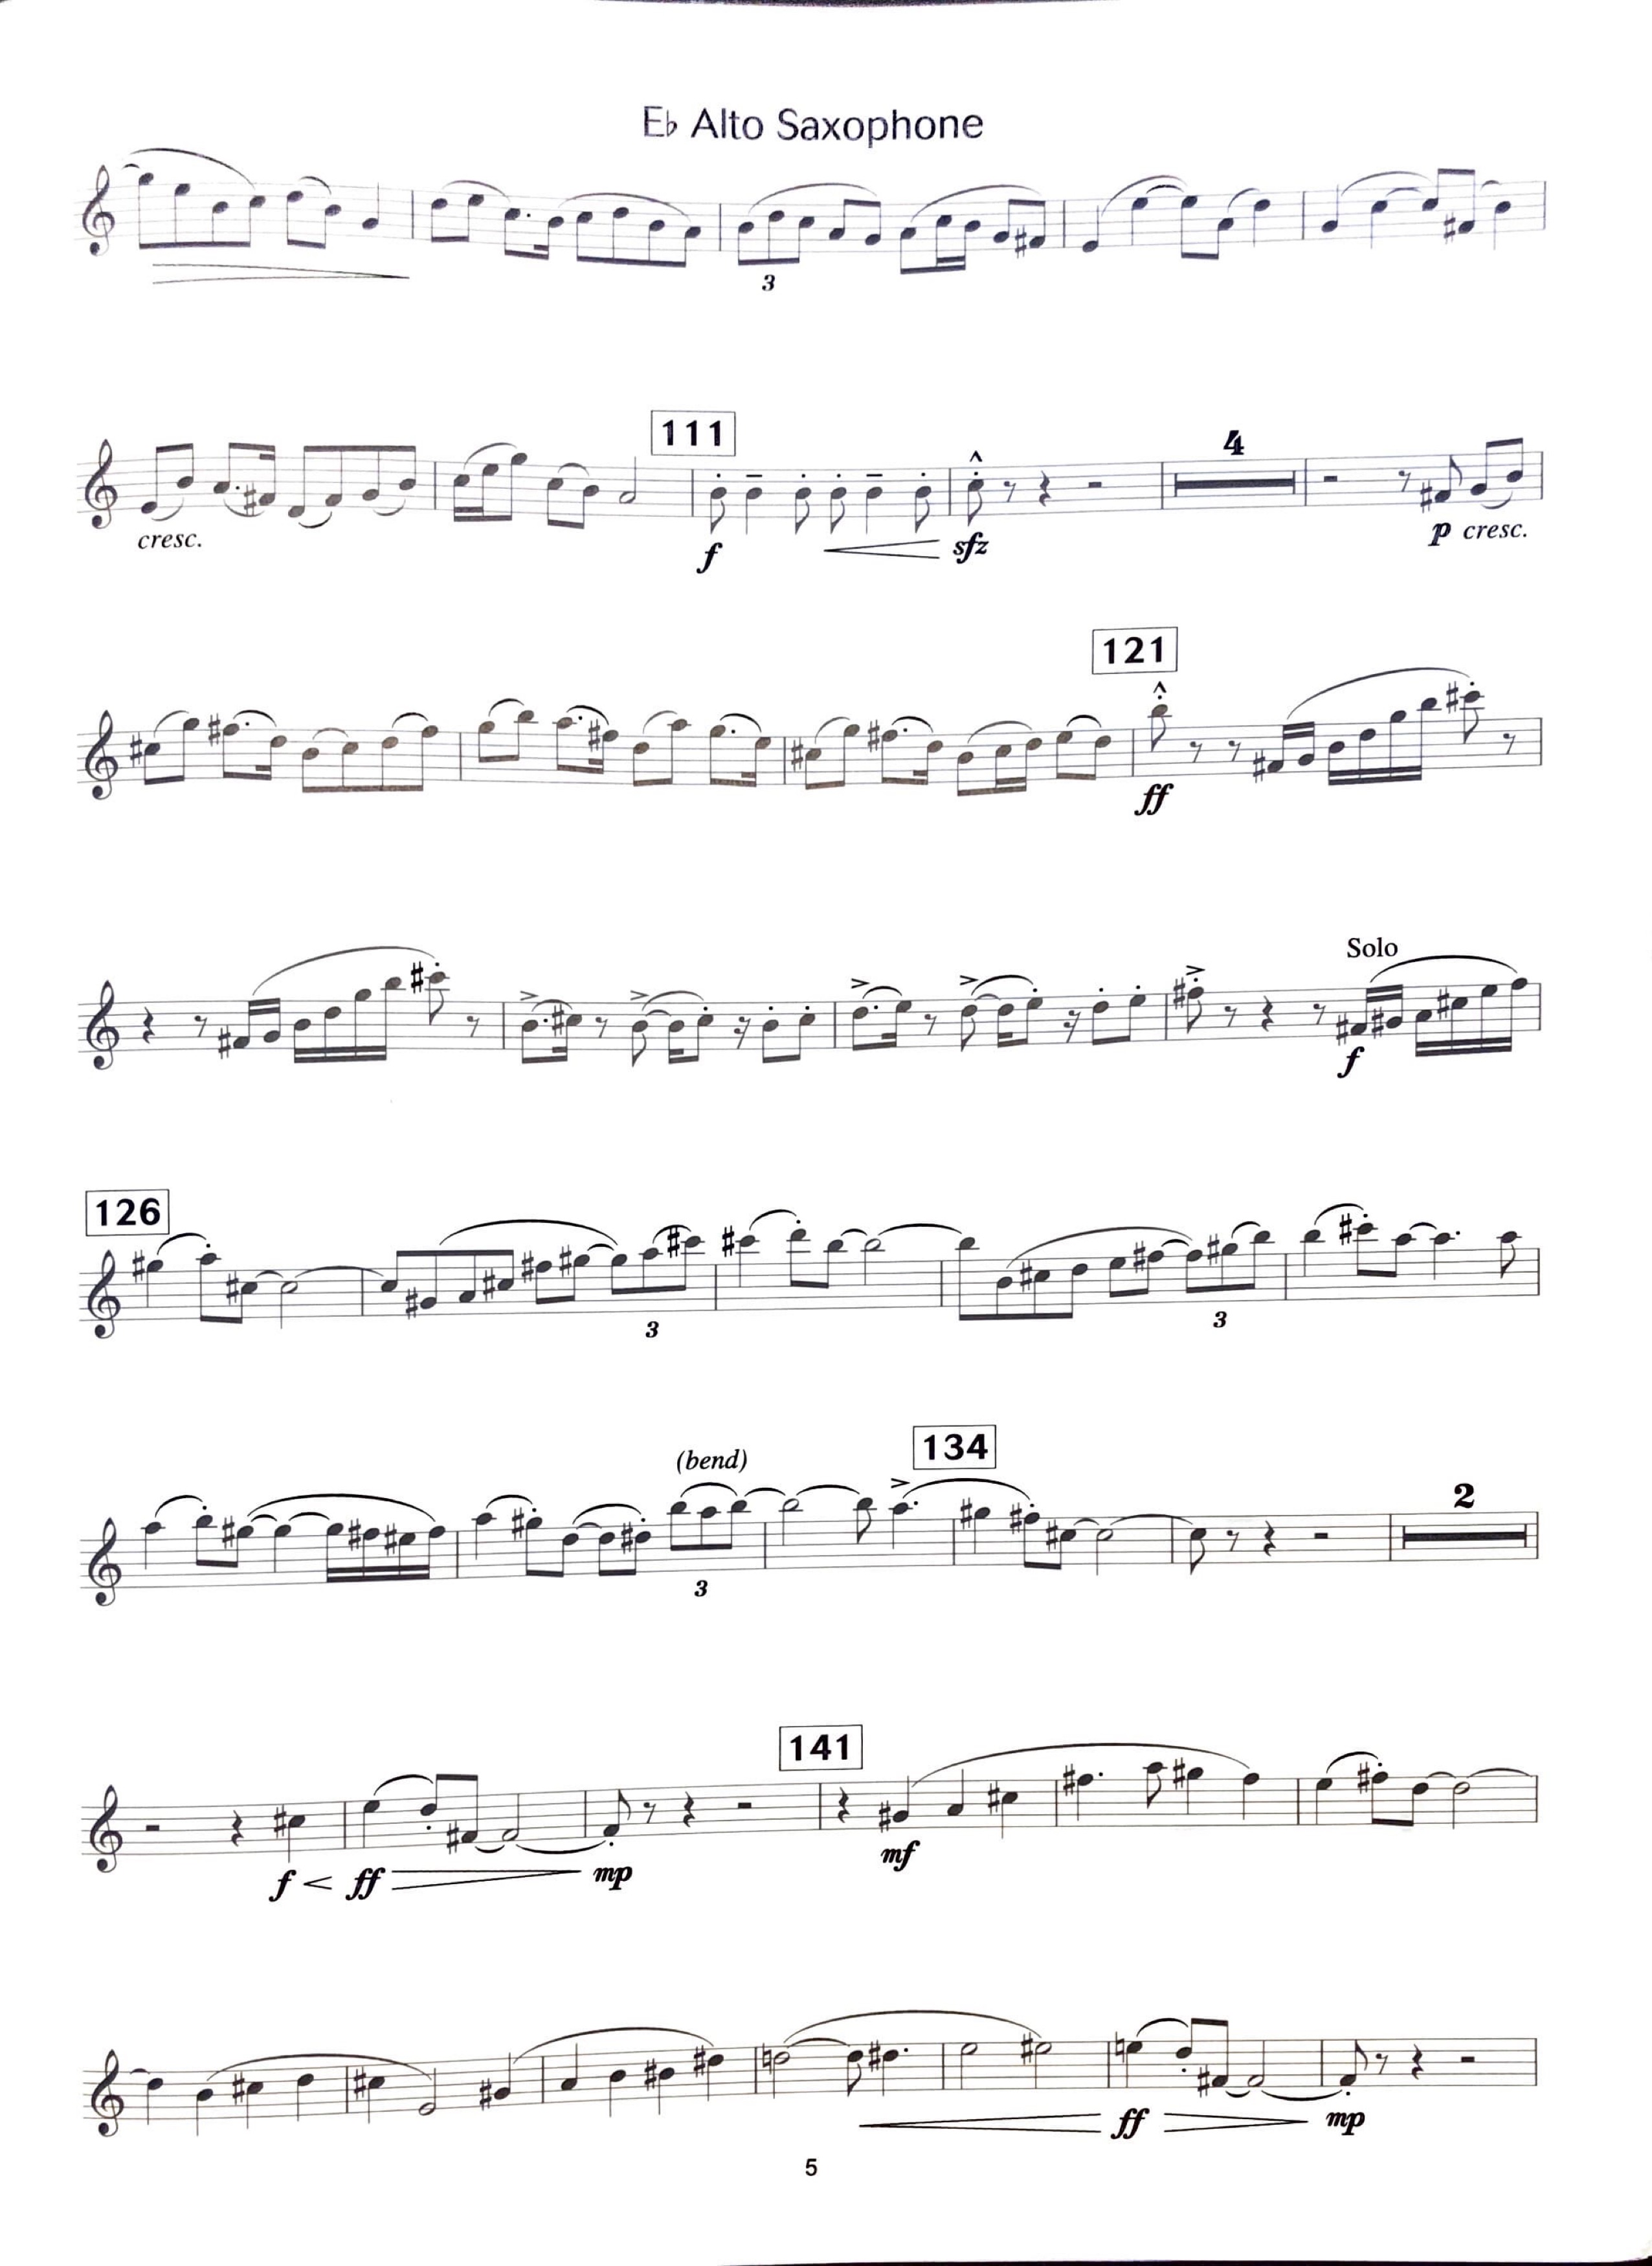 E♭ Alto Saxophone
3
111
4
cresc.
f
sfz
p cresc.
121
ff
Solo
f
126
3
3
(bend)
134
2
3
141
f
ff
mp
mf
ff
mp
5